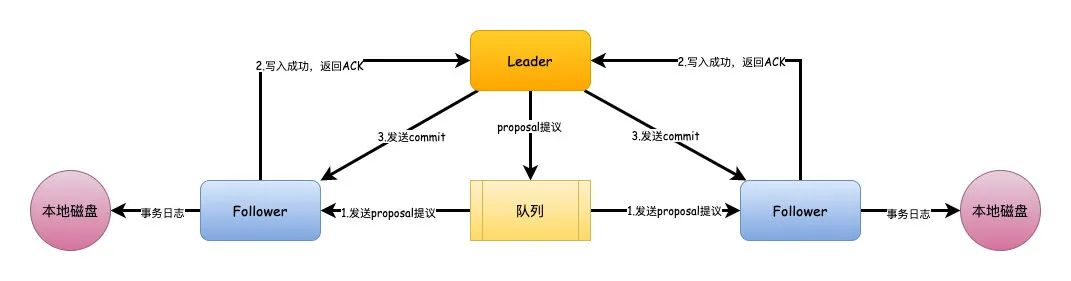 Leader
2.写入成功，返回ACK
2.写入成功，返回ACK
3.发送commit
proposal提议
3.发送commit
本地磁盘
事务日志
Follower
1.发送proposal提议
队列
1.发送proposal提议
Follower
事务日志
本地磁盘